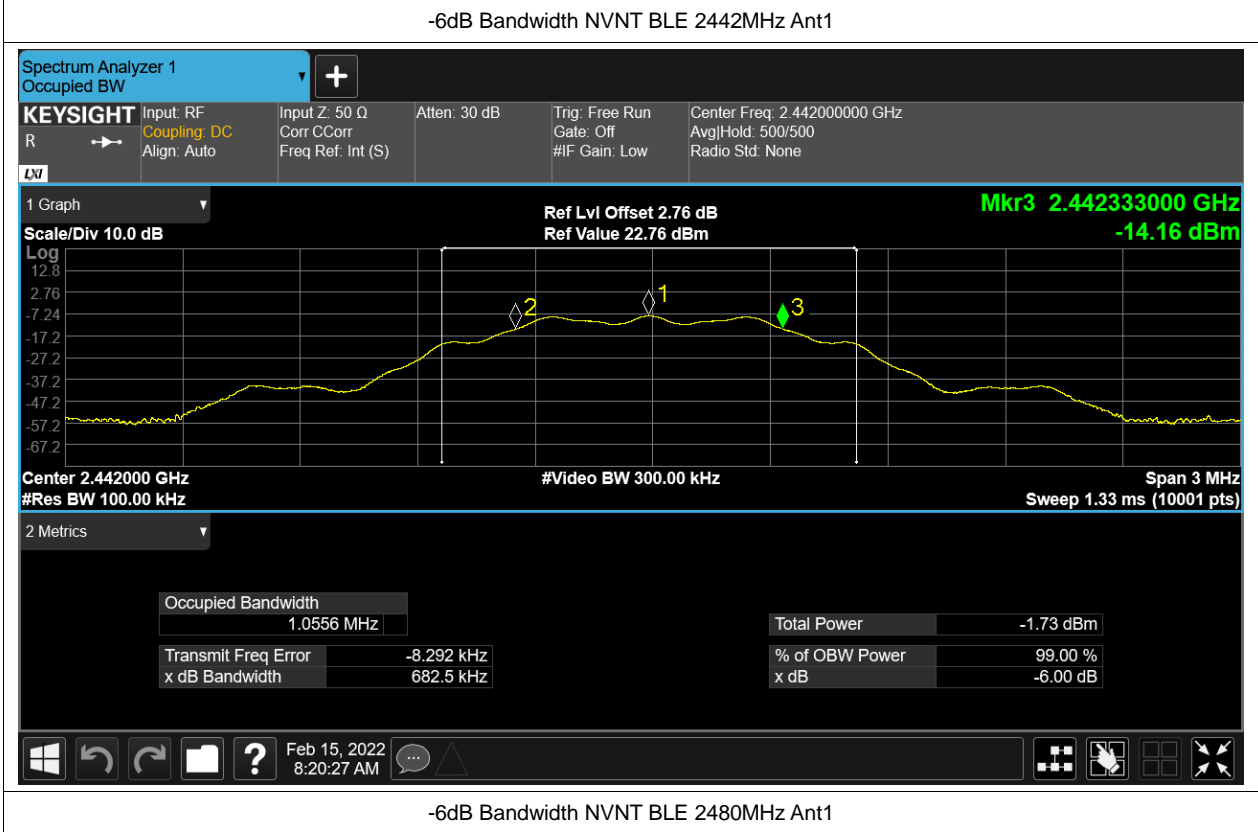 -6dB Bandwidth NVNT BLE 2442MHz Ant1
Spectrum Analyzer 1
Occupied BW
KEYSIGHT Input: RF Input Z: 50 Ω Atten: 30 dB Trig: Free Run Center Freq: 2.442000000 GHz
R Coupling: DC Corr CCorr Gate: Off Avg|Hold: 500/500
Align: Auto Freq Ref: Int (S) #IF Gain: Low Radio Std: None
LXI
1 Graph Ref Lvl Offset 2.76 dB Mkr3 2.442333000 GHz
Scale/Div 10.0 dB Ref Value 22.76 dBm -14.16 dBm
Log
12.8
2.76
-7.24
-17.2
-27.2
-37.2
-47.2
-57.2
-67.2
2 1 3
Center 2.442000 GHz #Video BW 300.00 kHz Span 3 MHz
#Res BW 100.00 kHz Sweep 1.33 ms (10001 pts)
2 Metrics
Occupied Bandwidth
1.0556 MHz Total Power -1.73 dBm
Transmit Freq Error -8.292 kHz % of OBW Power 99.00 %
x dB Bandwidth 682.5 kHz x dB -6.00 dB
? Feb 15, 2022
8:20:27 AM
-6dB Bandwidth NVNT BLE 2480MHz Ant1